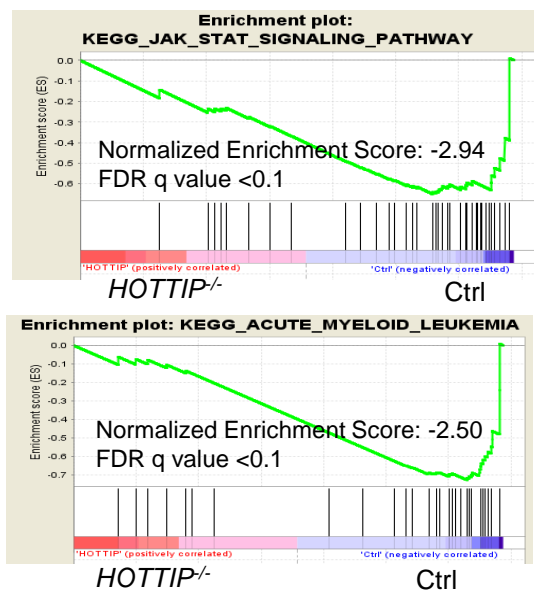 Enrichment plot:
KEGG_JAK_STAT_SIGNALING_PATHWAY
Enrichment score (ES)
0.0
-0.1
-0.2
-0.3
-0.4
-0.5
-0.6
Normalized Enrichment Score: -2.94
FDR q value <0.1
'HOTTIP' (positively correlated)
'Ctrl' (negatively correlated)
HOTTIP-/- Ctrl
Enrichment plot: KEGG_ACUTE_MYELOID_LEUKEMIA
Enrichment score (ES)
0.0
-0.1
-0.2
-0.3
-0.4
-0.5
-0.6
-0.7
Normalized Enrichment Score: -2.50
FDR q value <0.1
'HOTTIP' (positively correlated)
'Ctrl' (negatively correlated)
HOTTIP-/- Ctrl